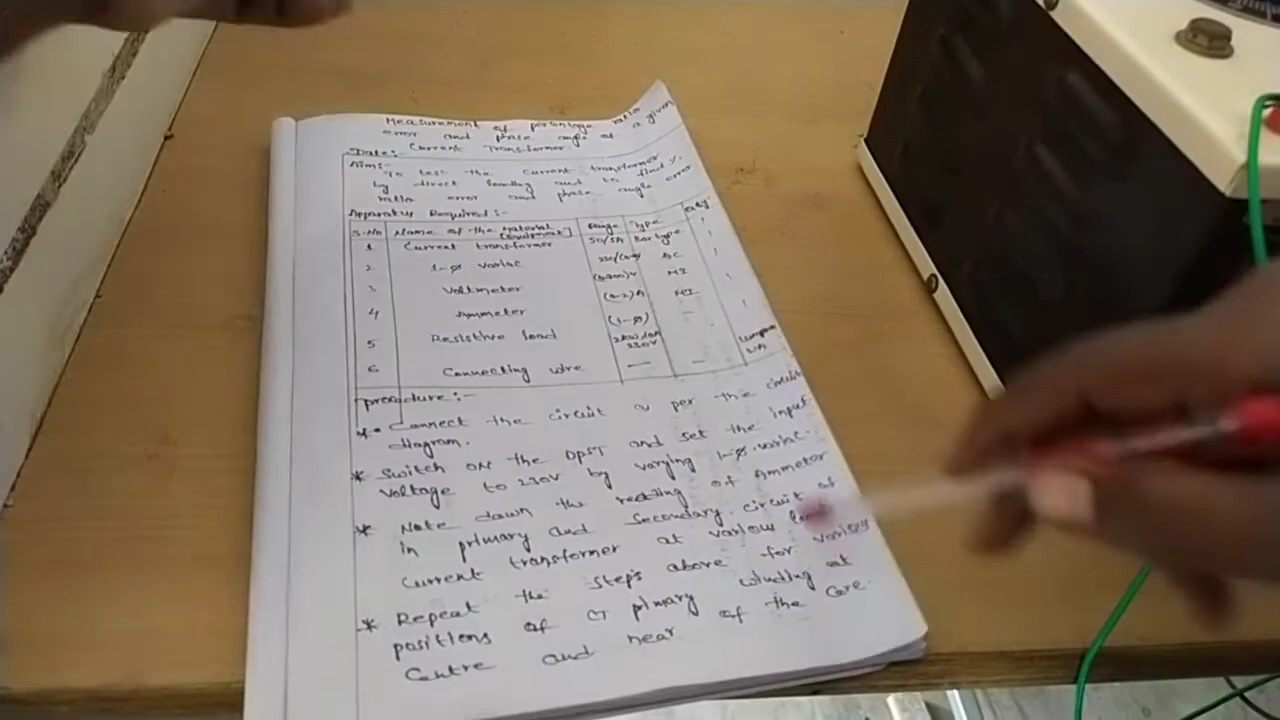 Measurement of percentage ratio
error and phase angle of a given
Current Transformer.
Date:-
Aim:-
To test the current transformer
by direct loading and to find %
ratio error and phase angle error
Apparatus Required :-
S.No Name of the Material [Equipment] Range Type Qty
1 Current transformer 50/5A Bar type 1
2 1-ø variac AC 1
3 Voltmeter MI 1
4 Ammeter (0-2)A MI 1
5 Resistive load (1-ø) 230V —
6 Connecting wire — —
procedure :-
* Connect the circuit as per the circuit
diagram.
* Switch ON the DPST and set the input
voltage to 230V by varying 1-ø variac.
* Note down the reading of Ammeter
in primary and secondary circuit of
current transformer at various load
* Repeat the steps above for various
positions of CT primary winding at
Centre and near of the core.